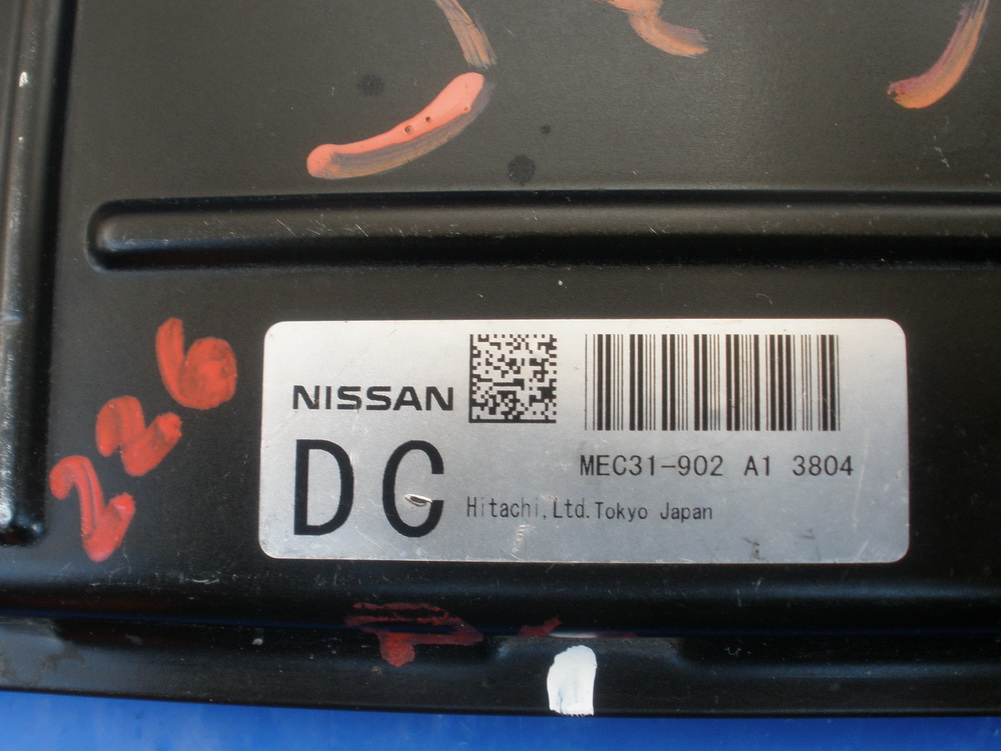 226
NISSAN
DC
MEC31-902 A1 3804
Hitachi,Ltd.Tokyo Japan